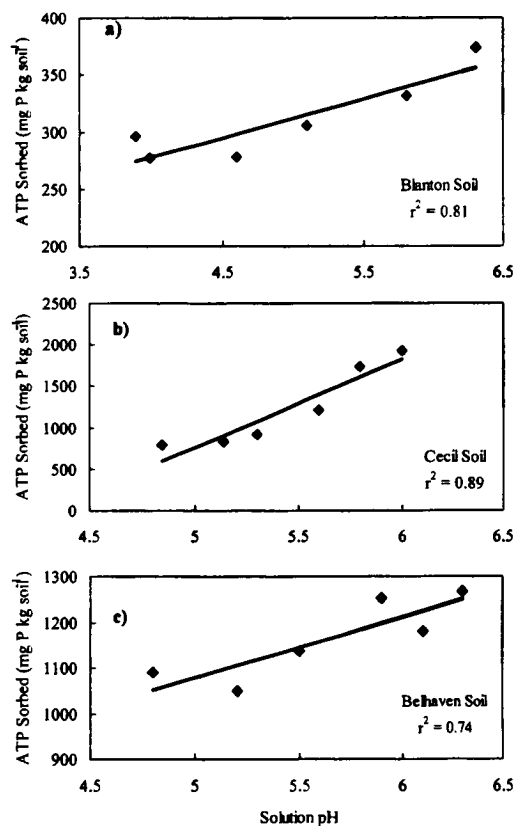 a)
ATP Sorbed (mg P kg soil⁻¹)
400
350
300
250
200
3.5
4.5
5.5
6.5
Blanton Soil
r² = 0.81
b)
ATP Sorbed (mg P kg soil⁻¹)
2500
2000
1500
1000
500
0
4.5
5
5.5
6
6.5
Cecil Soil
r² = 0.89
c)
ATP Sorbed (mg P kg soil⁻¹)
1300
1200
1100
1000
900
4.5
5
5.5
6
6.5
Belhaven Soil
r² = 0.74
Solution pH